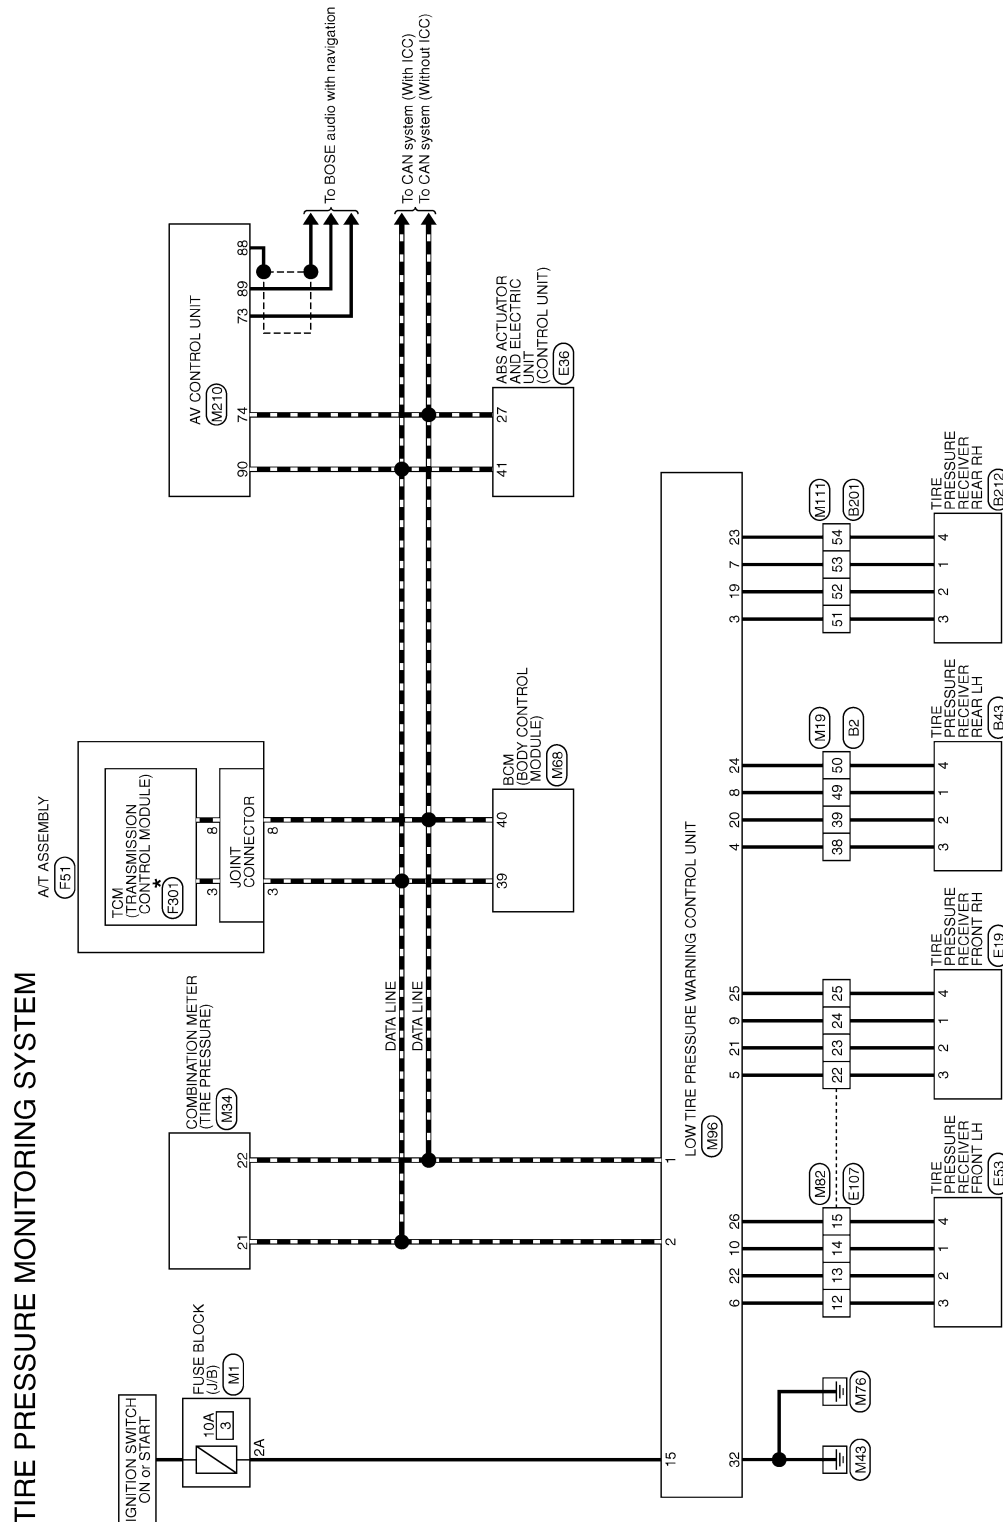 TIRE PRESSURE MONITORING SYSTEM
IGNITION SWITCH
ON or START
FUSE BLOCK
(J/B)
M1
10A
3
2A
COMBINATION METER
(TIRE PRESSURE)
M34
21
22
A/T ASSEMBLY
F51
TCM
(TRANSMISSION
CONTROL MODULE)
*
F301
3
8
JOINT
CONNECTOR
3
8
AV CONTROL UNIT
M210
90
74
73
89
88
To BOSE audio with navigation
DATA LINE
DATA LINE
To CAN system (With ICC)
To CAN system (Without ICC)
BCM
(BODY CONTROL
MODULE)
M68
39
40
ABS ACTUATOR
AND ELECTRIC
UNIT
(CONTROL UNIT)
E36
41
27
15
2
1
LOW TIRE PRESSURE WARNING CONTROL UNIT
M96
32
6
22
10
26
5
21
9
25
4
20
8
24
3
19
7
23
M43
M76
M82
E107
12
13
14
15
22
23
24
25
M19
B2
38
39
49
50
M111
B201
51
52
53
54
3
2
1
4
TIRE
PRESSURE
RECEIVER
FRONT LH
E53
3
2
1
4
TIRE
PRESSURE
RECEIVER
FRONT RH
E19
3
2
1
4
TIRE
PRESSURE
RECEIVER
REAR LH
B43
3
2
1
4
TIRE
PRESSURE
RECEIVER
REAR RH
B212